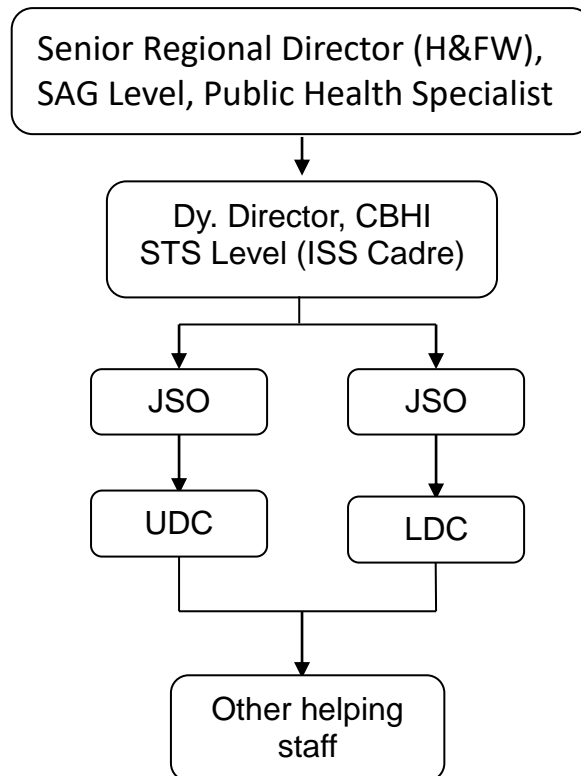 Senior Regional Director (H&FW),
SAG Level, Public Health Specialist
Dy. Director, CBHI
STS Level (ISS Cadre)
JSO
JSO
UDC
LDC
Other helping
staff